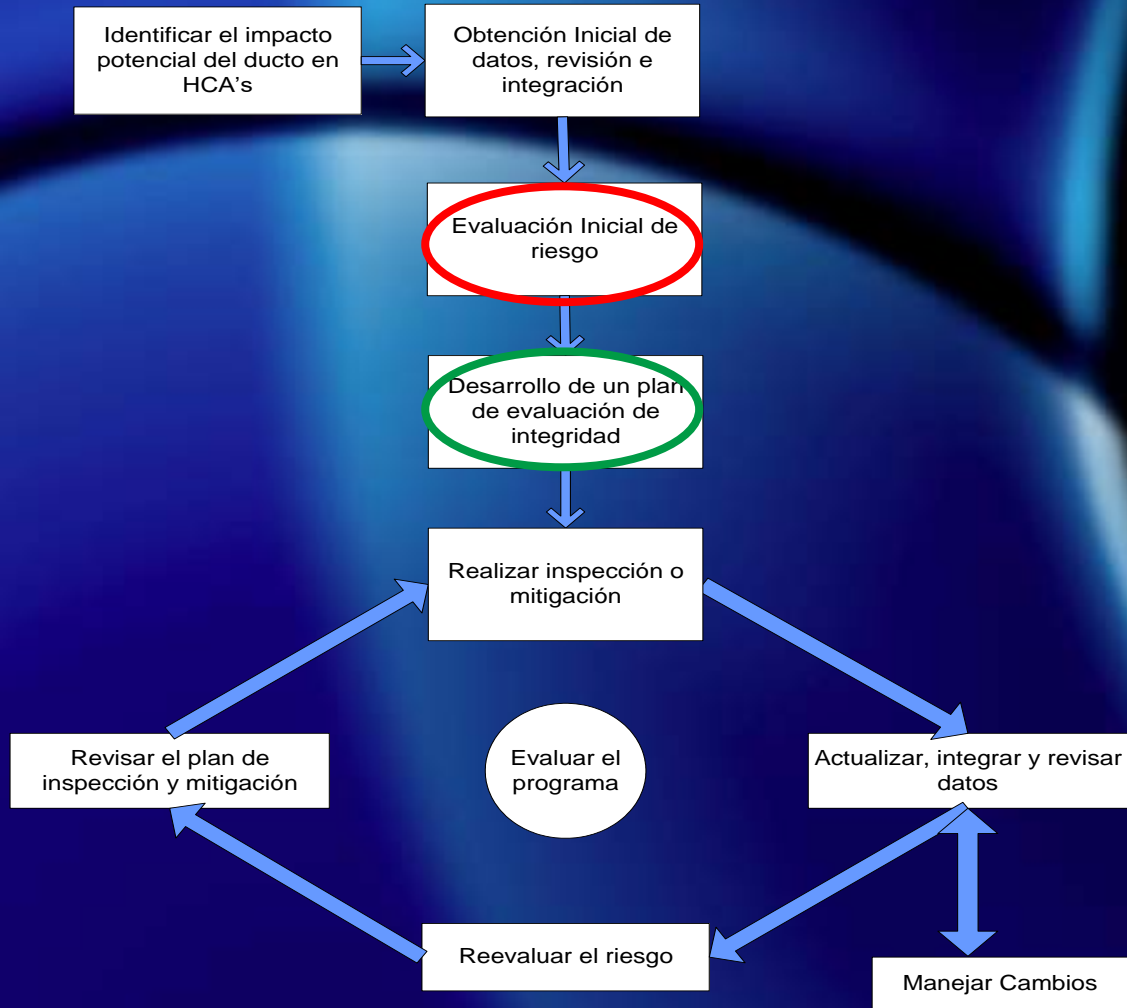 Identificar el impacto
potencial del ducto en
HCA's
Obtención Inicial de
datos, revisión e
integración
Evaluación Inicial de
riesgo
Desarrollo de un plan
de evaluación de
integridad
Realizar inspección o
mitigación
Revisar el plan de
inspección y mitigación
Evaluar el
programa
Actualizar, integrar y revisar
datos
Reevaluar el riesgo
Manejar Cambios